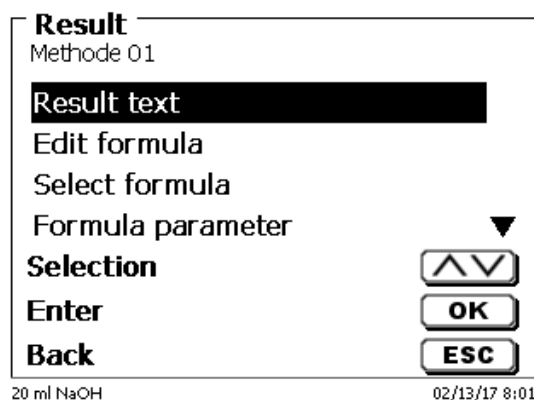 Result
Methode 01
Result text
Edit formula
Select formula
Formula parameter
Selection
Enter OK
Back ESC
20 ml NaOH 02/13/17 8:01